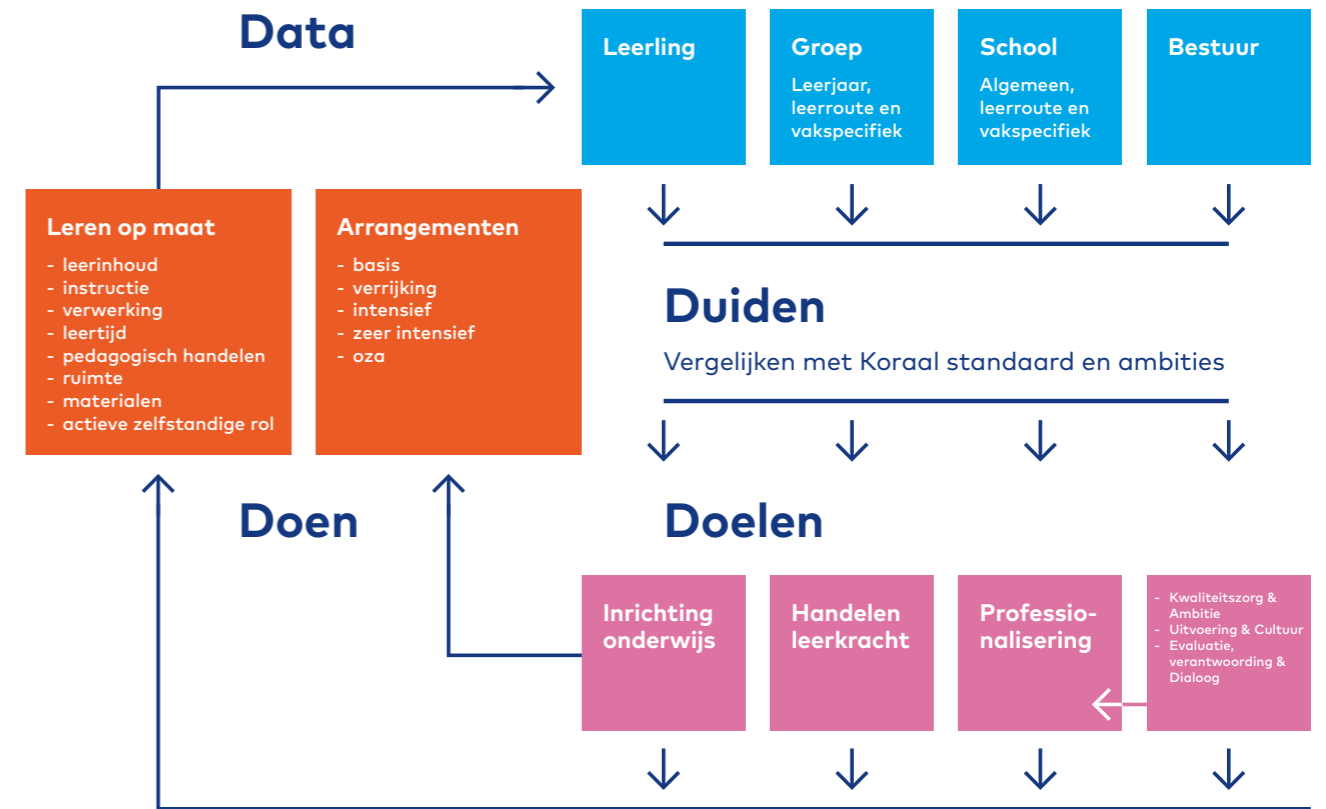 Data
Leerling
Groep
Leerjaar,
leerroute en
vakspecifiek
School
Algemeen,
leerroute en
vakspecifiek
Bestuur
Leren op maat
- leerinhoud
- instructie
- verwerking
- leertijd
- pedagogisch handelen
- ruimte
- materialen
- actieve zelfstandige rol
Arrangementen
- basis
- verrijking
- intensief
- zeer intensief
- oza
Duiden
Vergelijken met Koraal standaard en ambities
Doen
Doelen
Inrichting
onderwijs
Handelen
leerkracht
Professio-
nalisering
- Kwaliteitszorg &
Ambitie
- Uitvoering & Cultuur
- Evaluatie,
verantwoording &
Dialoog